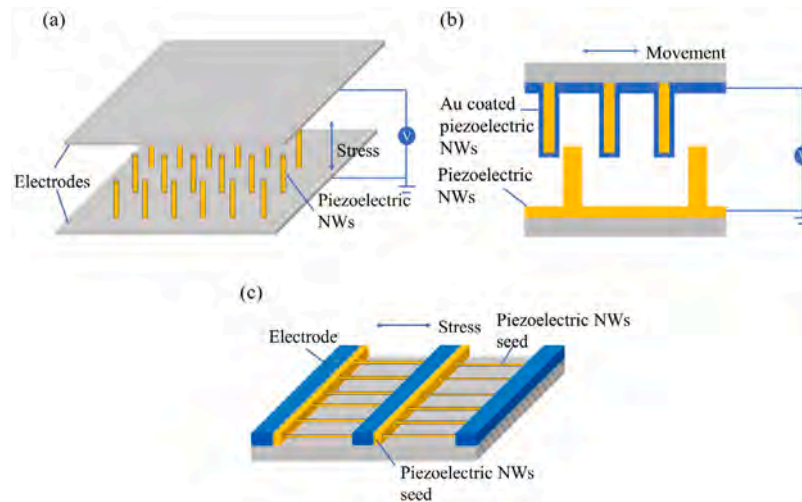 (a)
Electrodes
V
Stress
Piezoelectric
NWs
(b)
Movement
Au coated
piezoelectric
NWs
Piezoelectric
NWs
V
(c)
Electrode
Stress
Piezoelectric NWs
seed
Piezoelectric NWs
seed